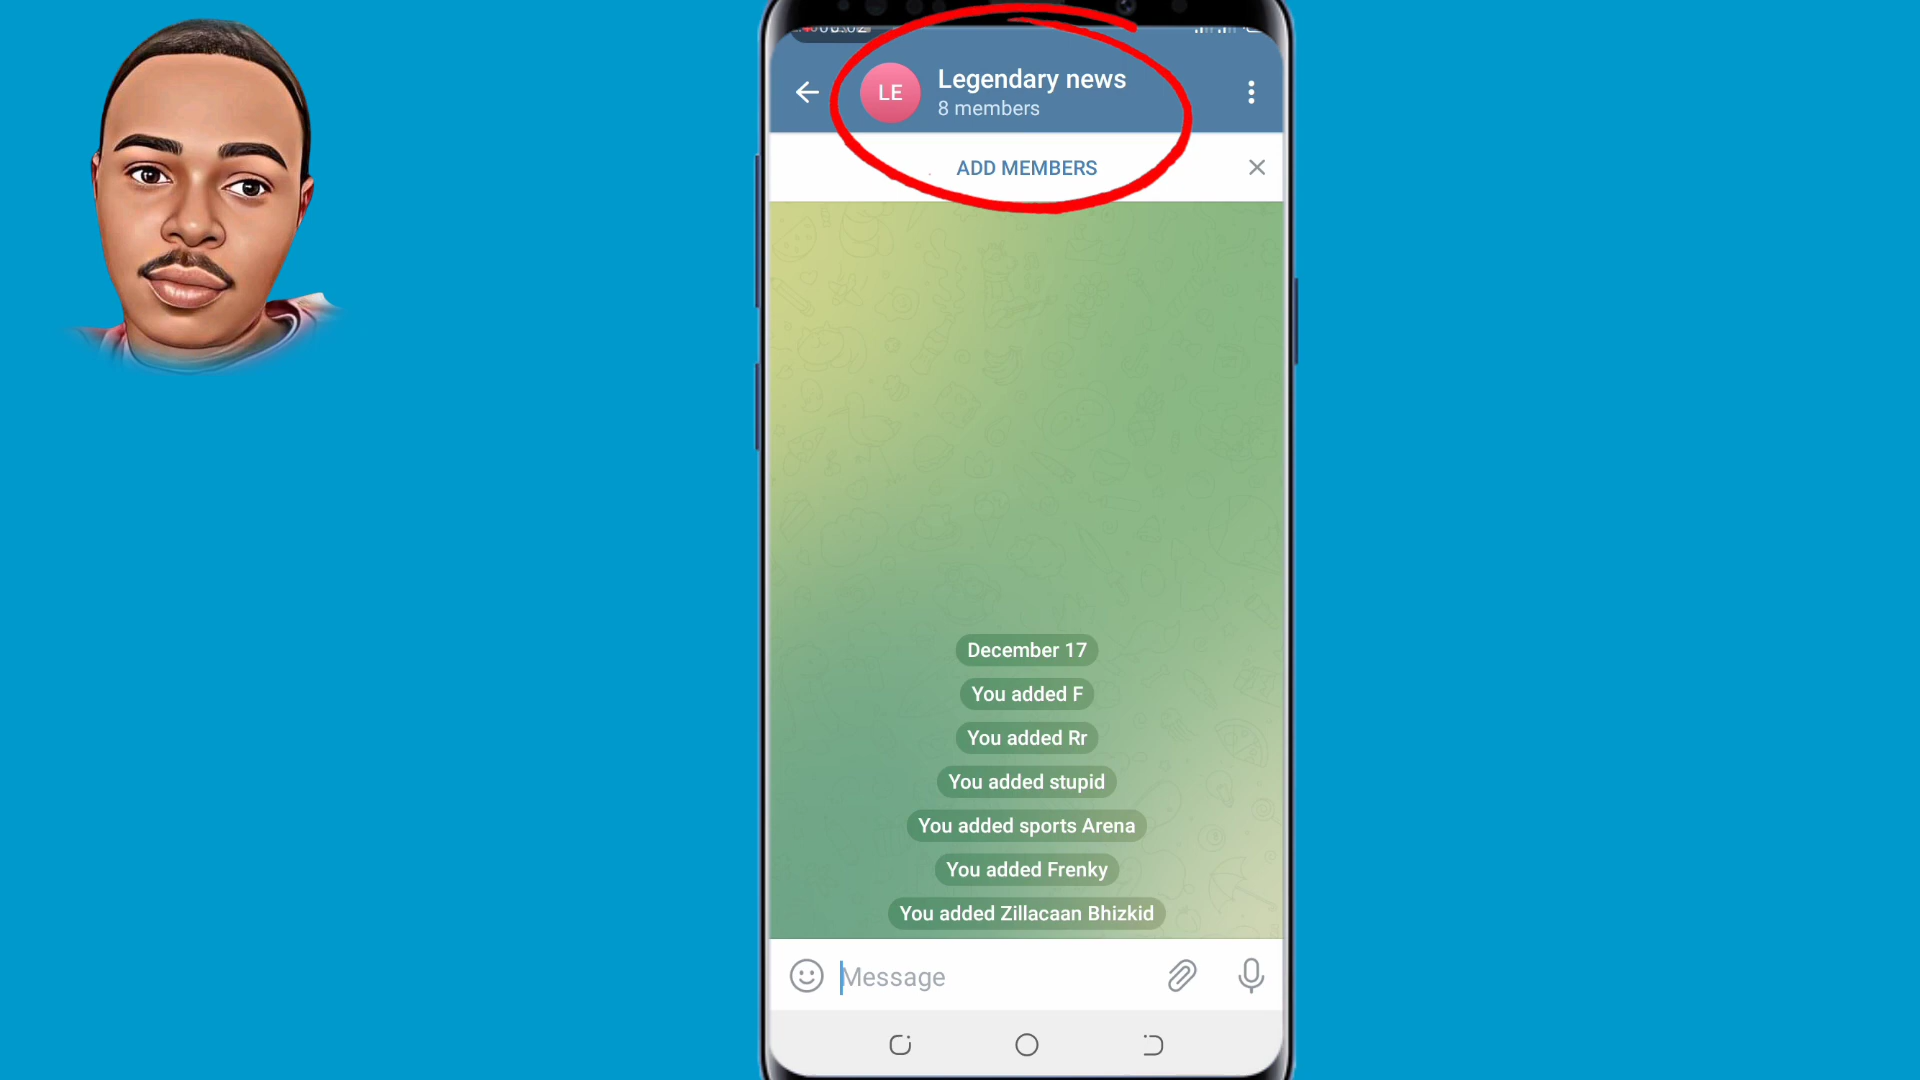 LE
Legendary news
8 members
ADD MEMBERS
December 17
You added F
You added Rr
You added stupid
You added sports Arena
You added Frenky
You added Zillacaan Bhizkid
Message